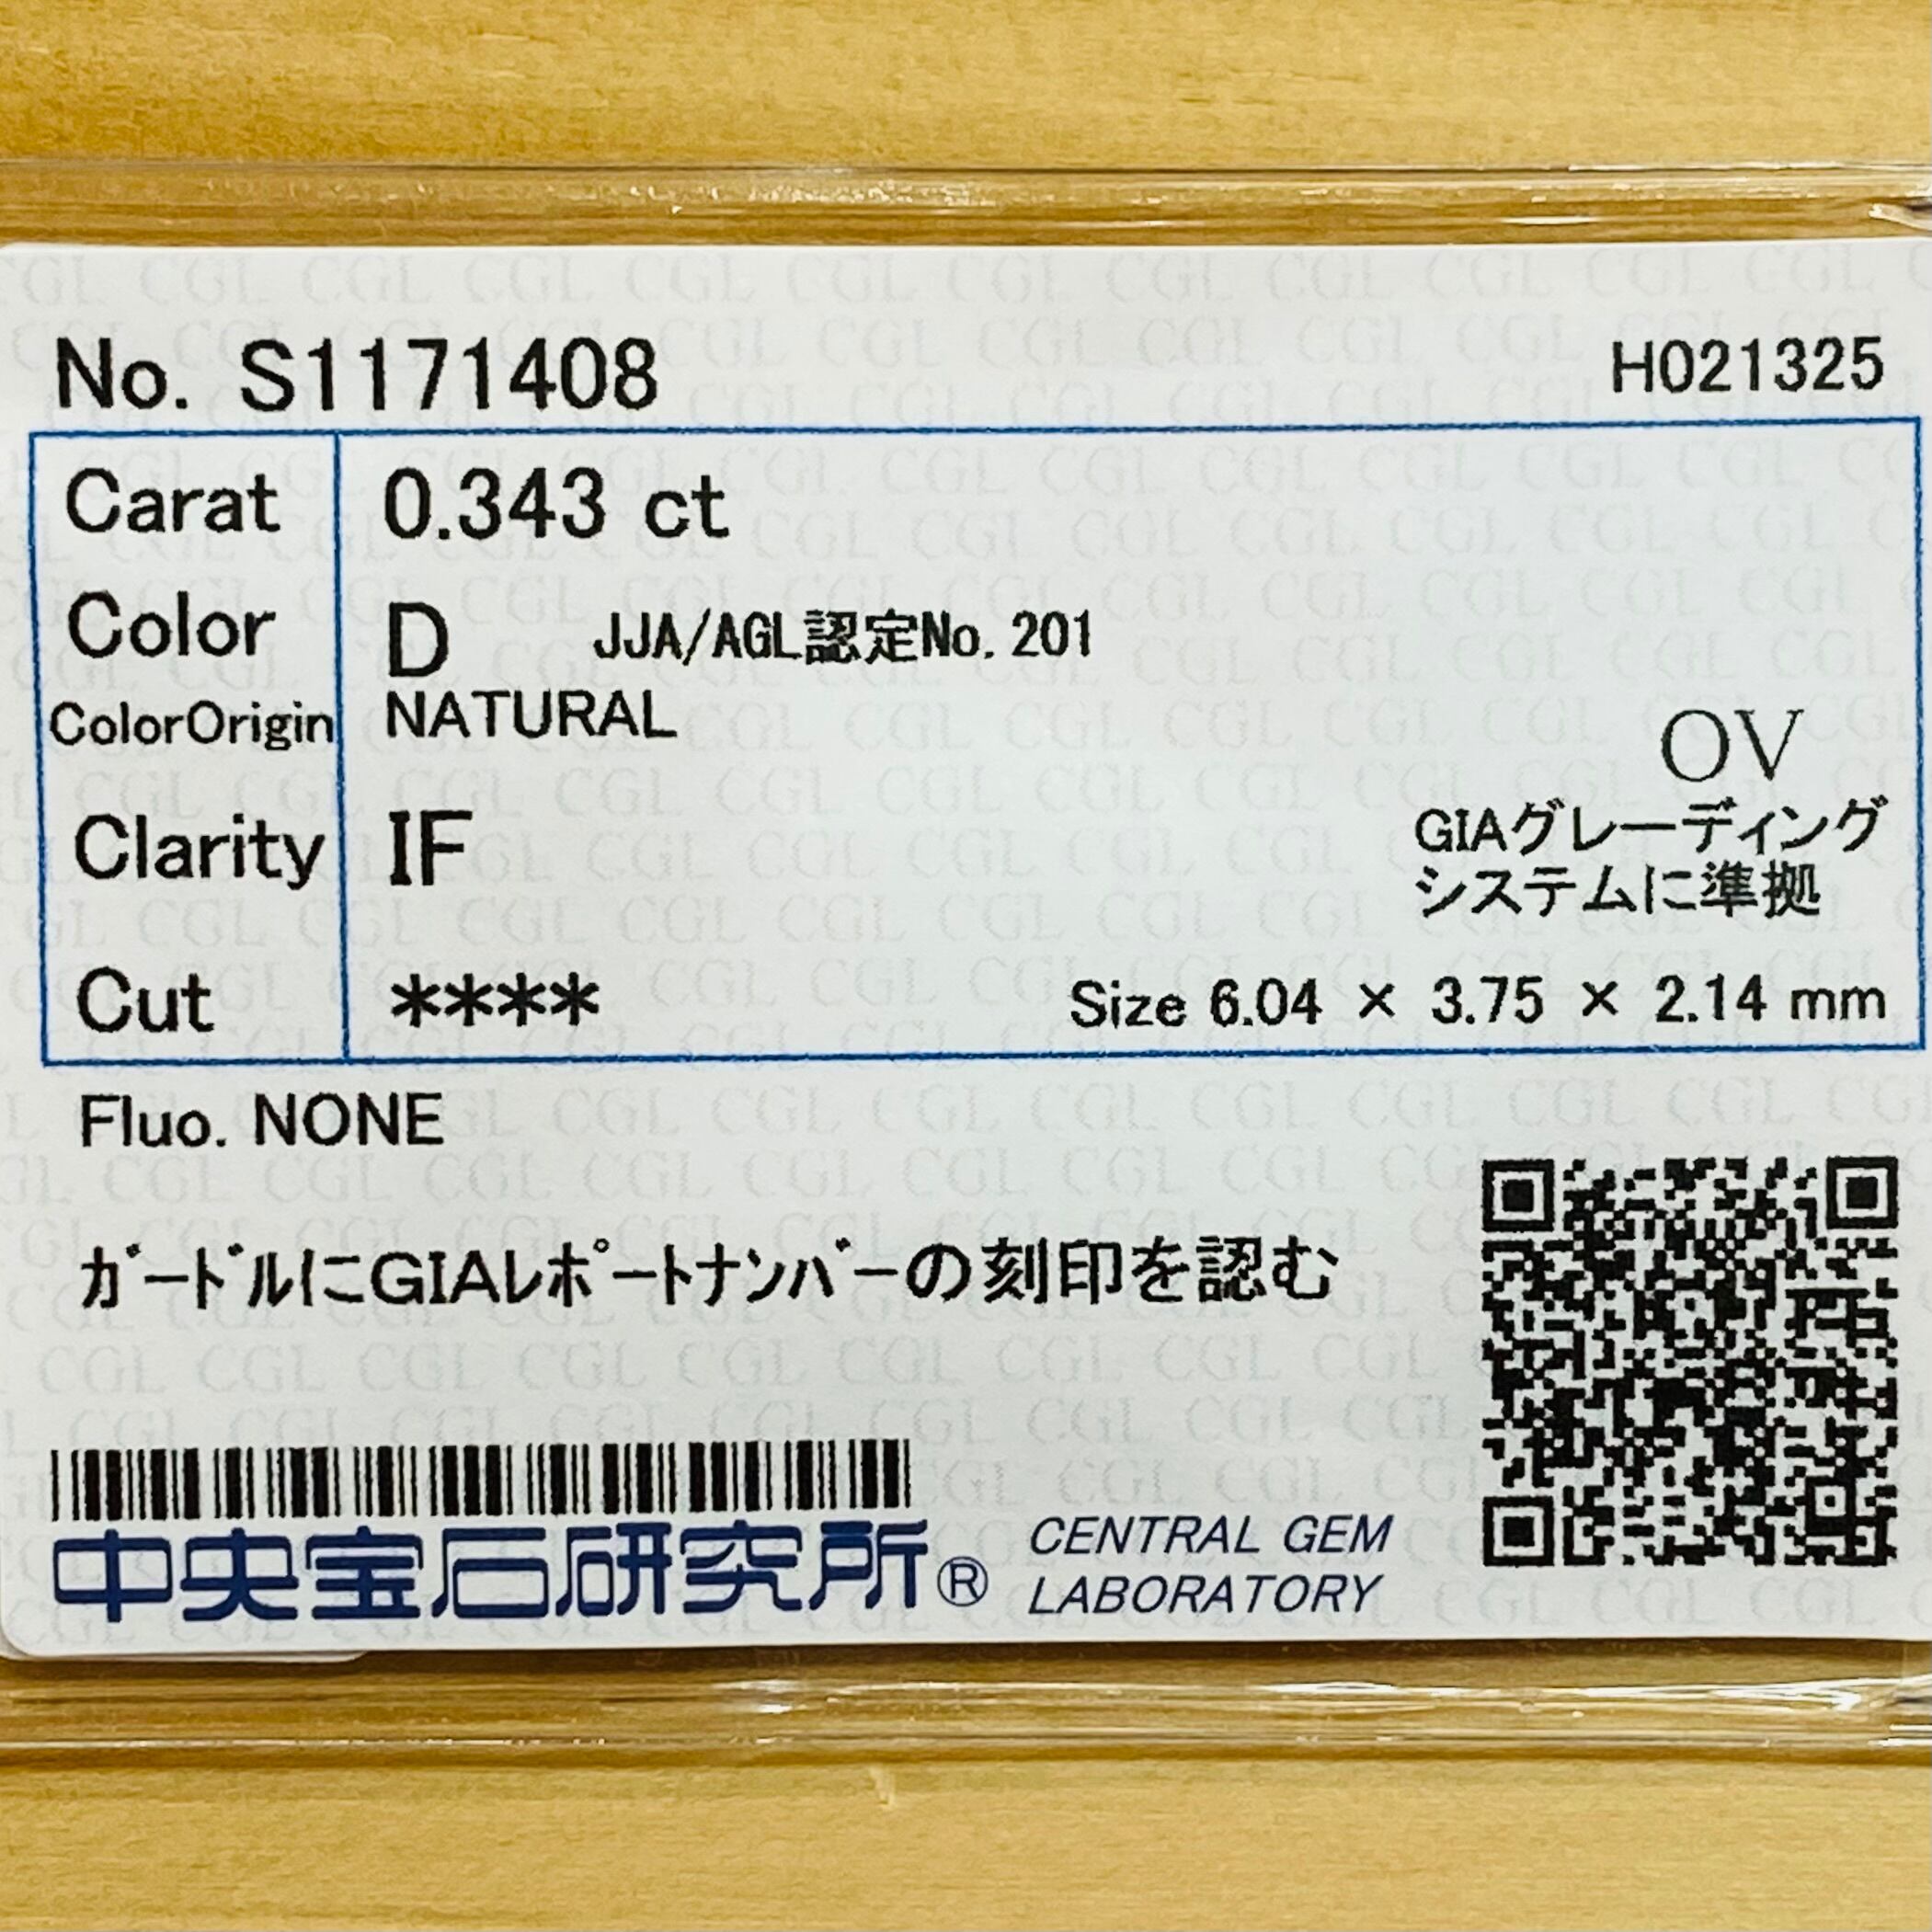 No. S1171408 H021325
Carat 0.343 ct
Color D JJA/AGL認定No. 201
ColorOrigin NATURAL
OV
Clarity IF
GIAグレーディング
システムに準拠
Cut **** Size 6.04 × 3.75 × 2.14 mm
Fluo. NONE
ｶﾞｰﾄﾞﾙにGIAﾚﾎﾟｰﾄﾅﾝﾊﾞｰの刻印を認む
中央宝石研究所® CENTRAL GEM
LABORATORY